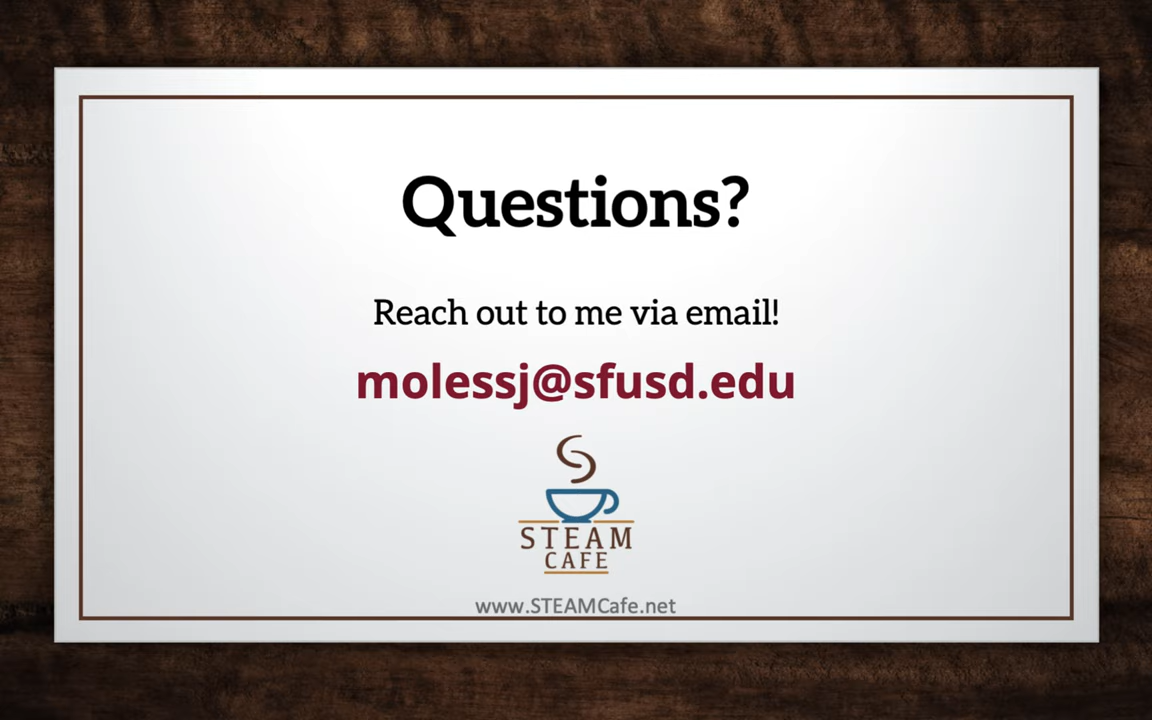 Questions?
Reach out to me via email!
molessj@sfusd.edu
STEAM
CAFE
www.STEAMCafe.net